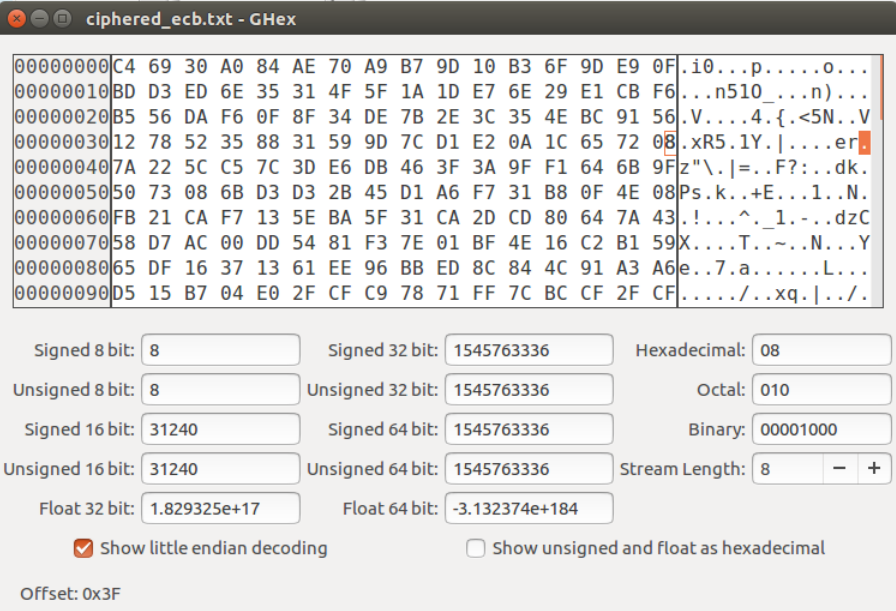 ciphered_ecb.txt - GHex
00000000 C4 69 30 A0 84 AE 70 A9 B7 9D 10 B3 6F 9D E9 0F .i0...p.....o...
00000010 BD D3 ED 6E 35 31 4F 5F 1A 1D E7 6E 29 E1 CB F6 ...n51O_...n)...
00000020 B5 56 DA F6 0F 8F 34 DE 7B 2E 3C 35 4E BC 91 56 .V....4.{.<5N..V
00000030 12 78 52 35 88 31 59 9D 7C D1 E2 0A 1C 65 72 08 .xR5.1Y.|....er.
00000040 7A 22 5C C5 7C 3D E6 DB 46 3F 3A 9F F1 64 6B 9F z"\.|=..F?:..dk.
00000050 50 73 08 6B D3 D3 2B 45 D1 A6 F7 31 B8 0F 4E 08 Ps.k..+E...1..N.
00000060 FB 21 CA F7 13 5E BA 5F 31 CA 2D CD 80 64 7A 43 .!...^._1.-..dzC
00000070 58 D7 AC 00 DD 54 81 F3 7E 01 BF 4E 16 C2 B1 59 X....T..~..N...Y
00000080 65 DF 16 37 13 61 EE 96 BB ED 8C 84 4C 91 A3 A6 e..7.a......L...
00000090 D5 15 B7 04 E0 2F CF C9 78 71 FF 7C BC CF 2F CF ...../..xq.|../.
Signed 8 bit: 8 Signed 32 bit: 1545763336 Hexadecimal: 08
Unsigned 8 bit: 8 Unsigned 32 bit: 1545763336 Octal: 010
Signed 16 bit: 31240 Signed 64 bit: 1545763336 Binary: 00001000
Unsigned 16 bit: 31240 Unsigned 64 bit: 1545763336 Stream Length: 8 − +
Float 32 bit: 1.829325e+17 Float 64 bit: -3.132374e+184
Show little endian decoding Show unsigned and float as hexadecimal
Offset: 0x3F